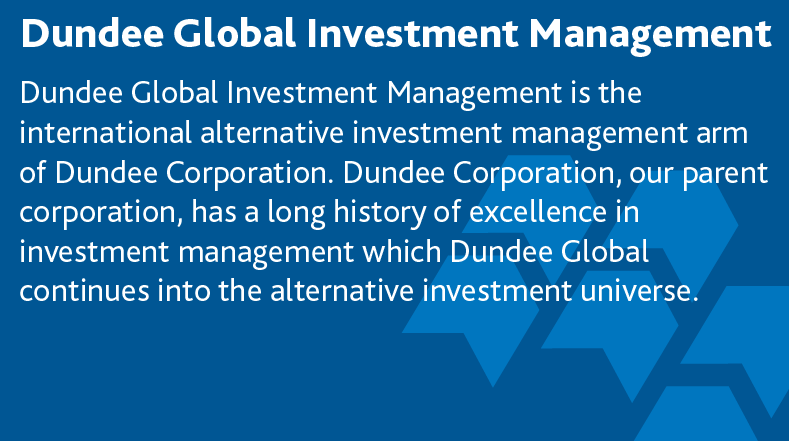 Dundee Global Investment Management
Dundee Global Investment Management is the
international alternative investment management arm
of Dundee Corporation. Dundee Corporation, our parent
corporation, has a long history of excellence in
investment management which Dundee Global
continues into the alternative investment universe.